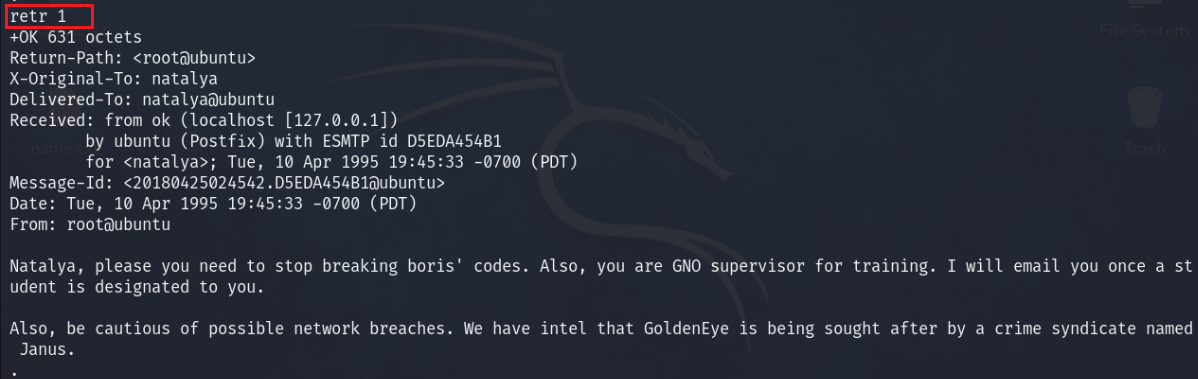 retr 1
+OK 631 octets
Return-Path: <root@ubuntu>
X-Original-To: natalya
Delivered-To: natalya@ubuntu
Received: from ok (localhost [127.0.0.1])
        by ubuntu (Postfix) with ESMTP id D5EDA454B1
        for <natalya>; Tue, 10 Apr 1995 19:45:33 -0700 (PDT)
Message-Id: <20180425024542.D5EDA454B1@ubuntu>
Date: Tue, 10 Apr 1995 19:45:33 -0700 (PDT)
From: root@ubuntu

Natalya, please you need to stop breaking boris' codes. Also, you are GNO supervisor for training. I will email you once a st
udent is designated to you.

Also, be cautious of possible network breaches. We have intel that GoldenEye is being sought after by a crime syndicate named
 Janus.
.
File System
Trash